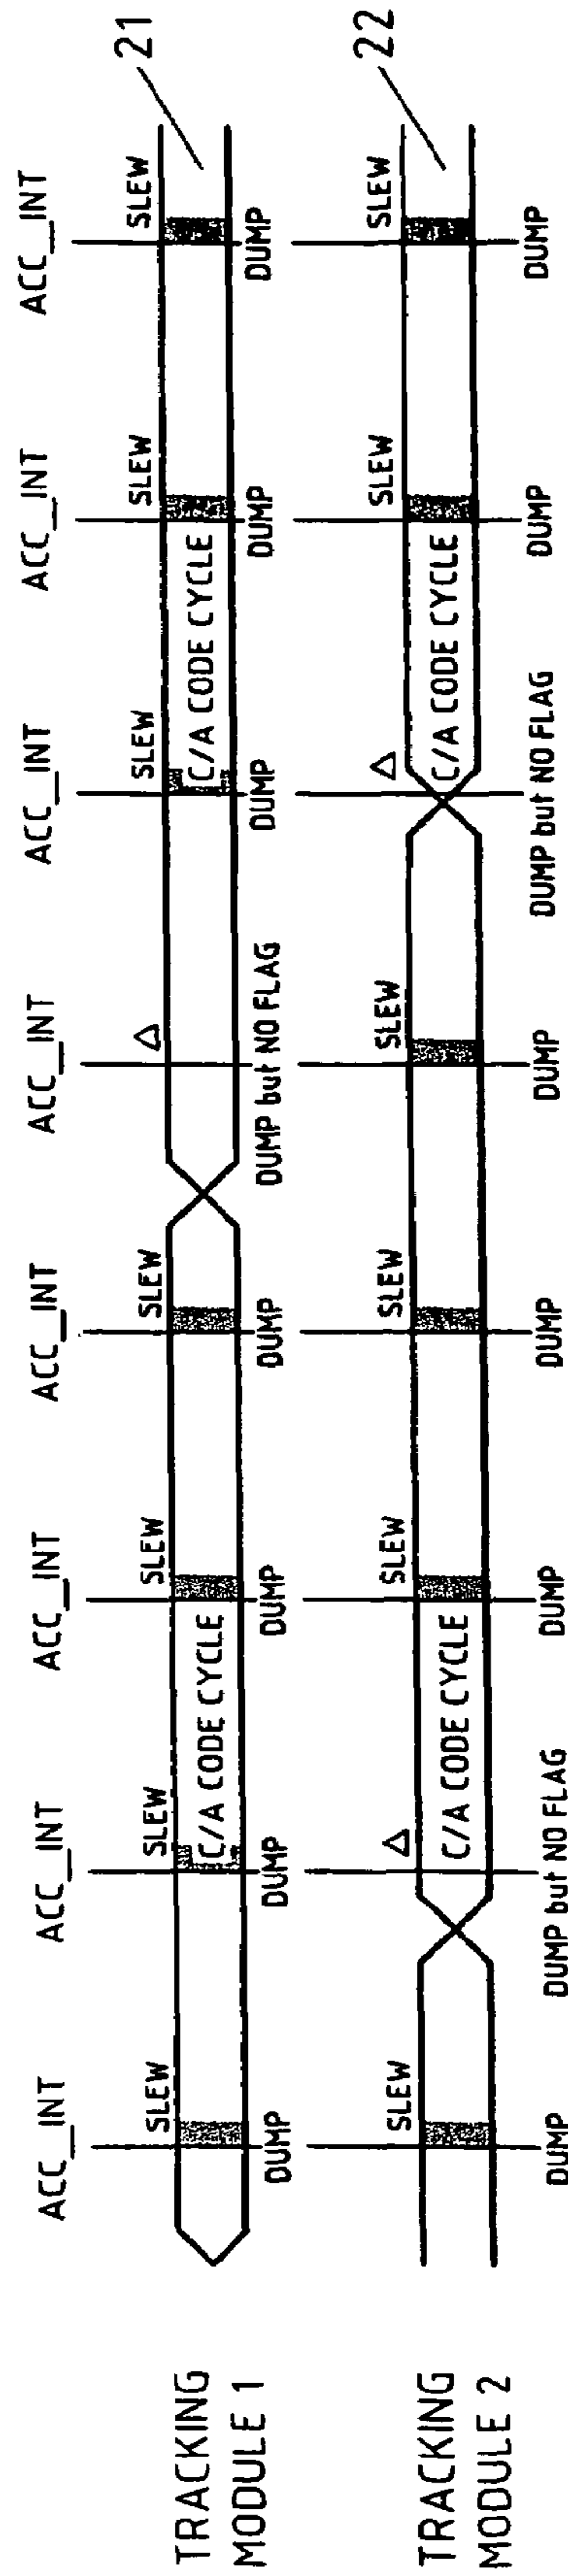 ACC_INT ACC_INT ACC_INT ACC_INT ACC_INT ACC_INT ACC_INT ACC_INT
21
SLEW SLEW SLEW SLEW Δ SLEW SLEW SLEW
TRACKING
MODULE 1
C/A CODE CYCLE C/A CODE CYCLE
DUMP DUMP DUMP DUMP DUMP but NO FLAG DUMP DUMP DUMP
22
SLEW Δ SLEW SLEW SLEW Δ SLEW SLEW
TRACKING
MODULE 2
C/A CODE CYCLE C/A CODE CYCLE
DUMP DUMP but NO FLAG DUMP DUMP DUMP DUMP but NO FLAG DUMP DUMP